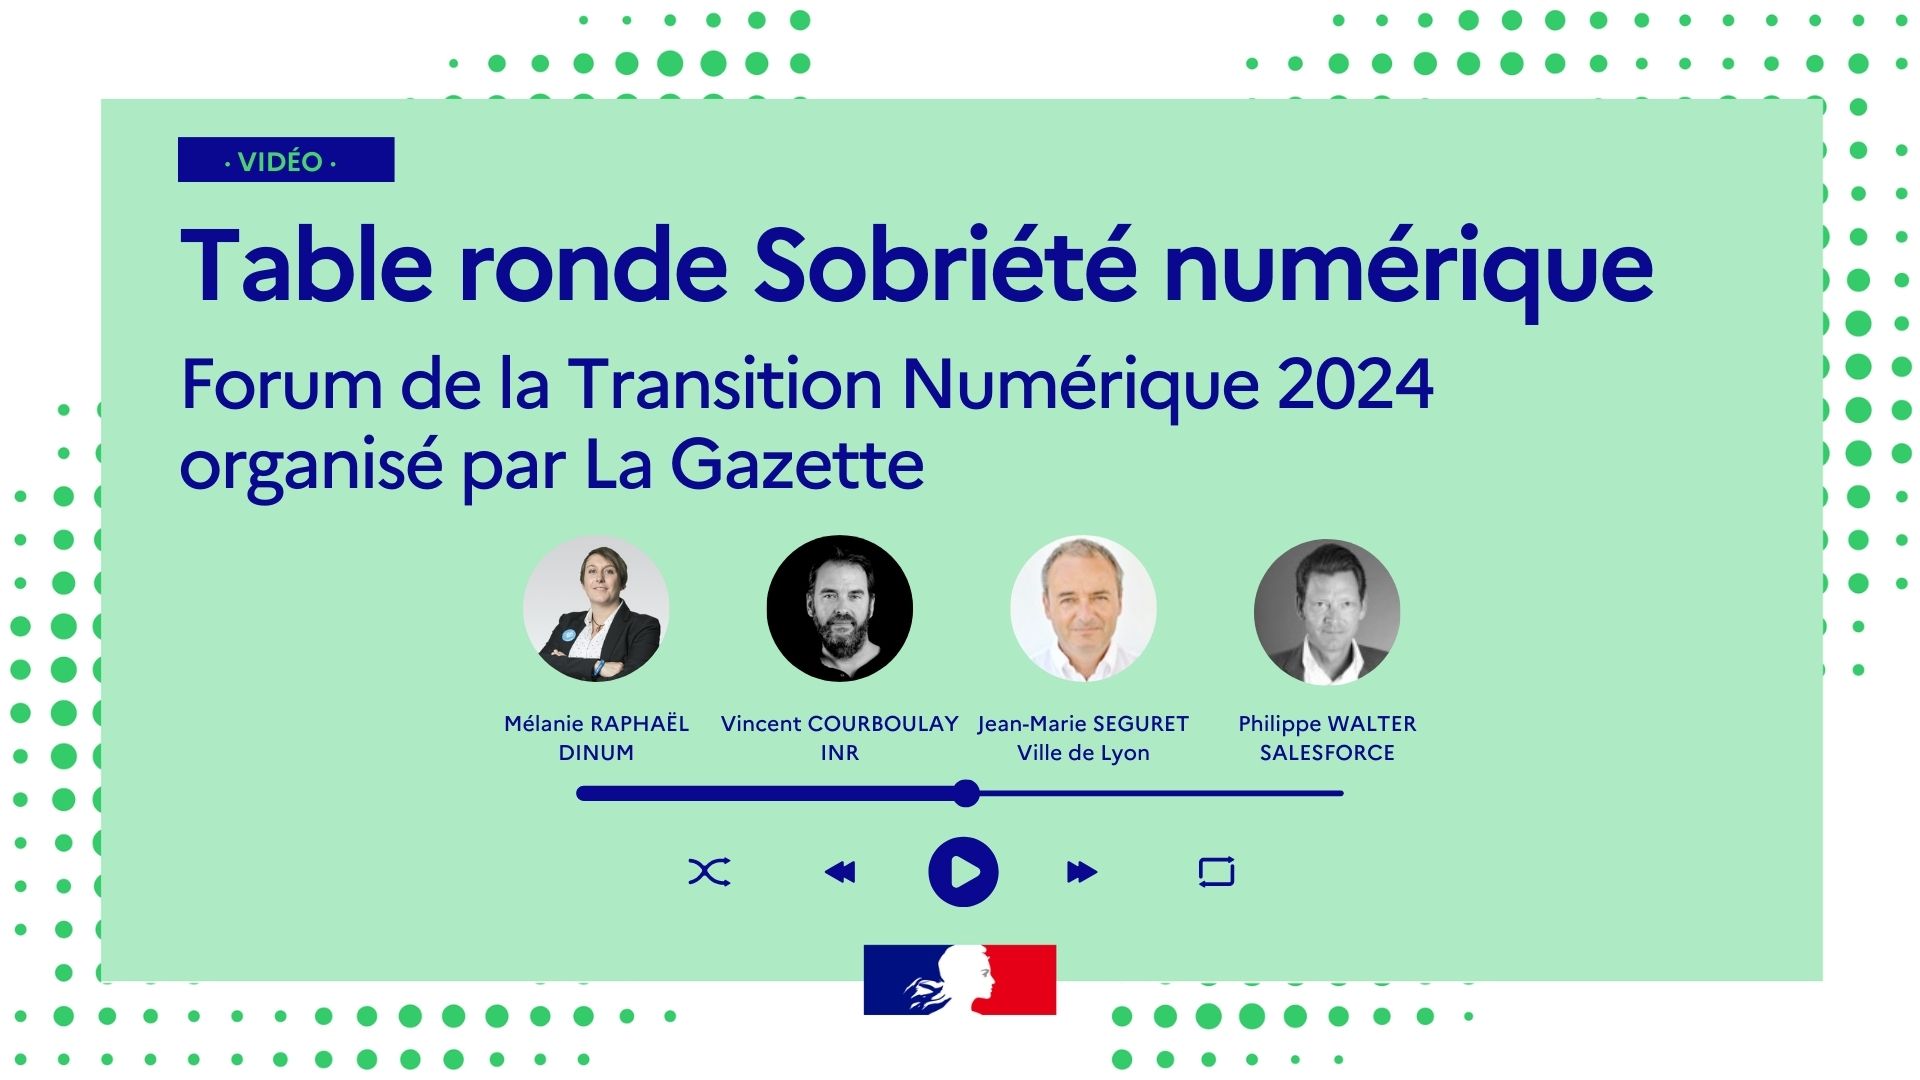 · VIDÉO ·
Table ronde Sobriété numérique
Forum de la Transition Numérique 2024
organisé par La Gazette
Mélanie RAPHAËL
DINUM
Vincent COURBOULAY
INR
Jean-Marie SEGURET
Ville de Lyon
Philippe WALTER
SALESFORCE